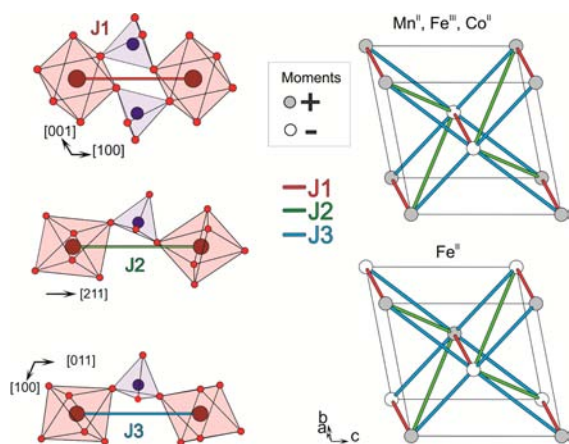 J1
[001]
[100]
J2
[211]
[011]
[100]
J3
Moments
+
-
J1
J2
J3
Mn^II, Fe^III, Co^II
Fe^II
b
a
c